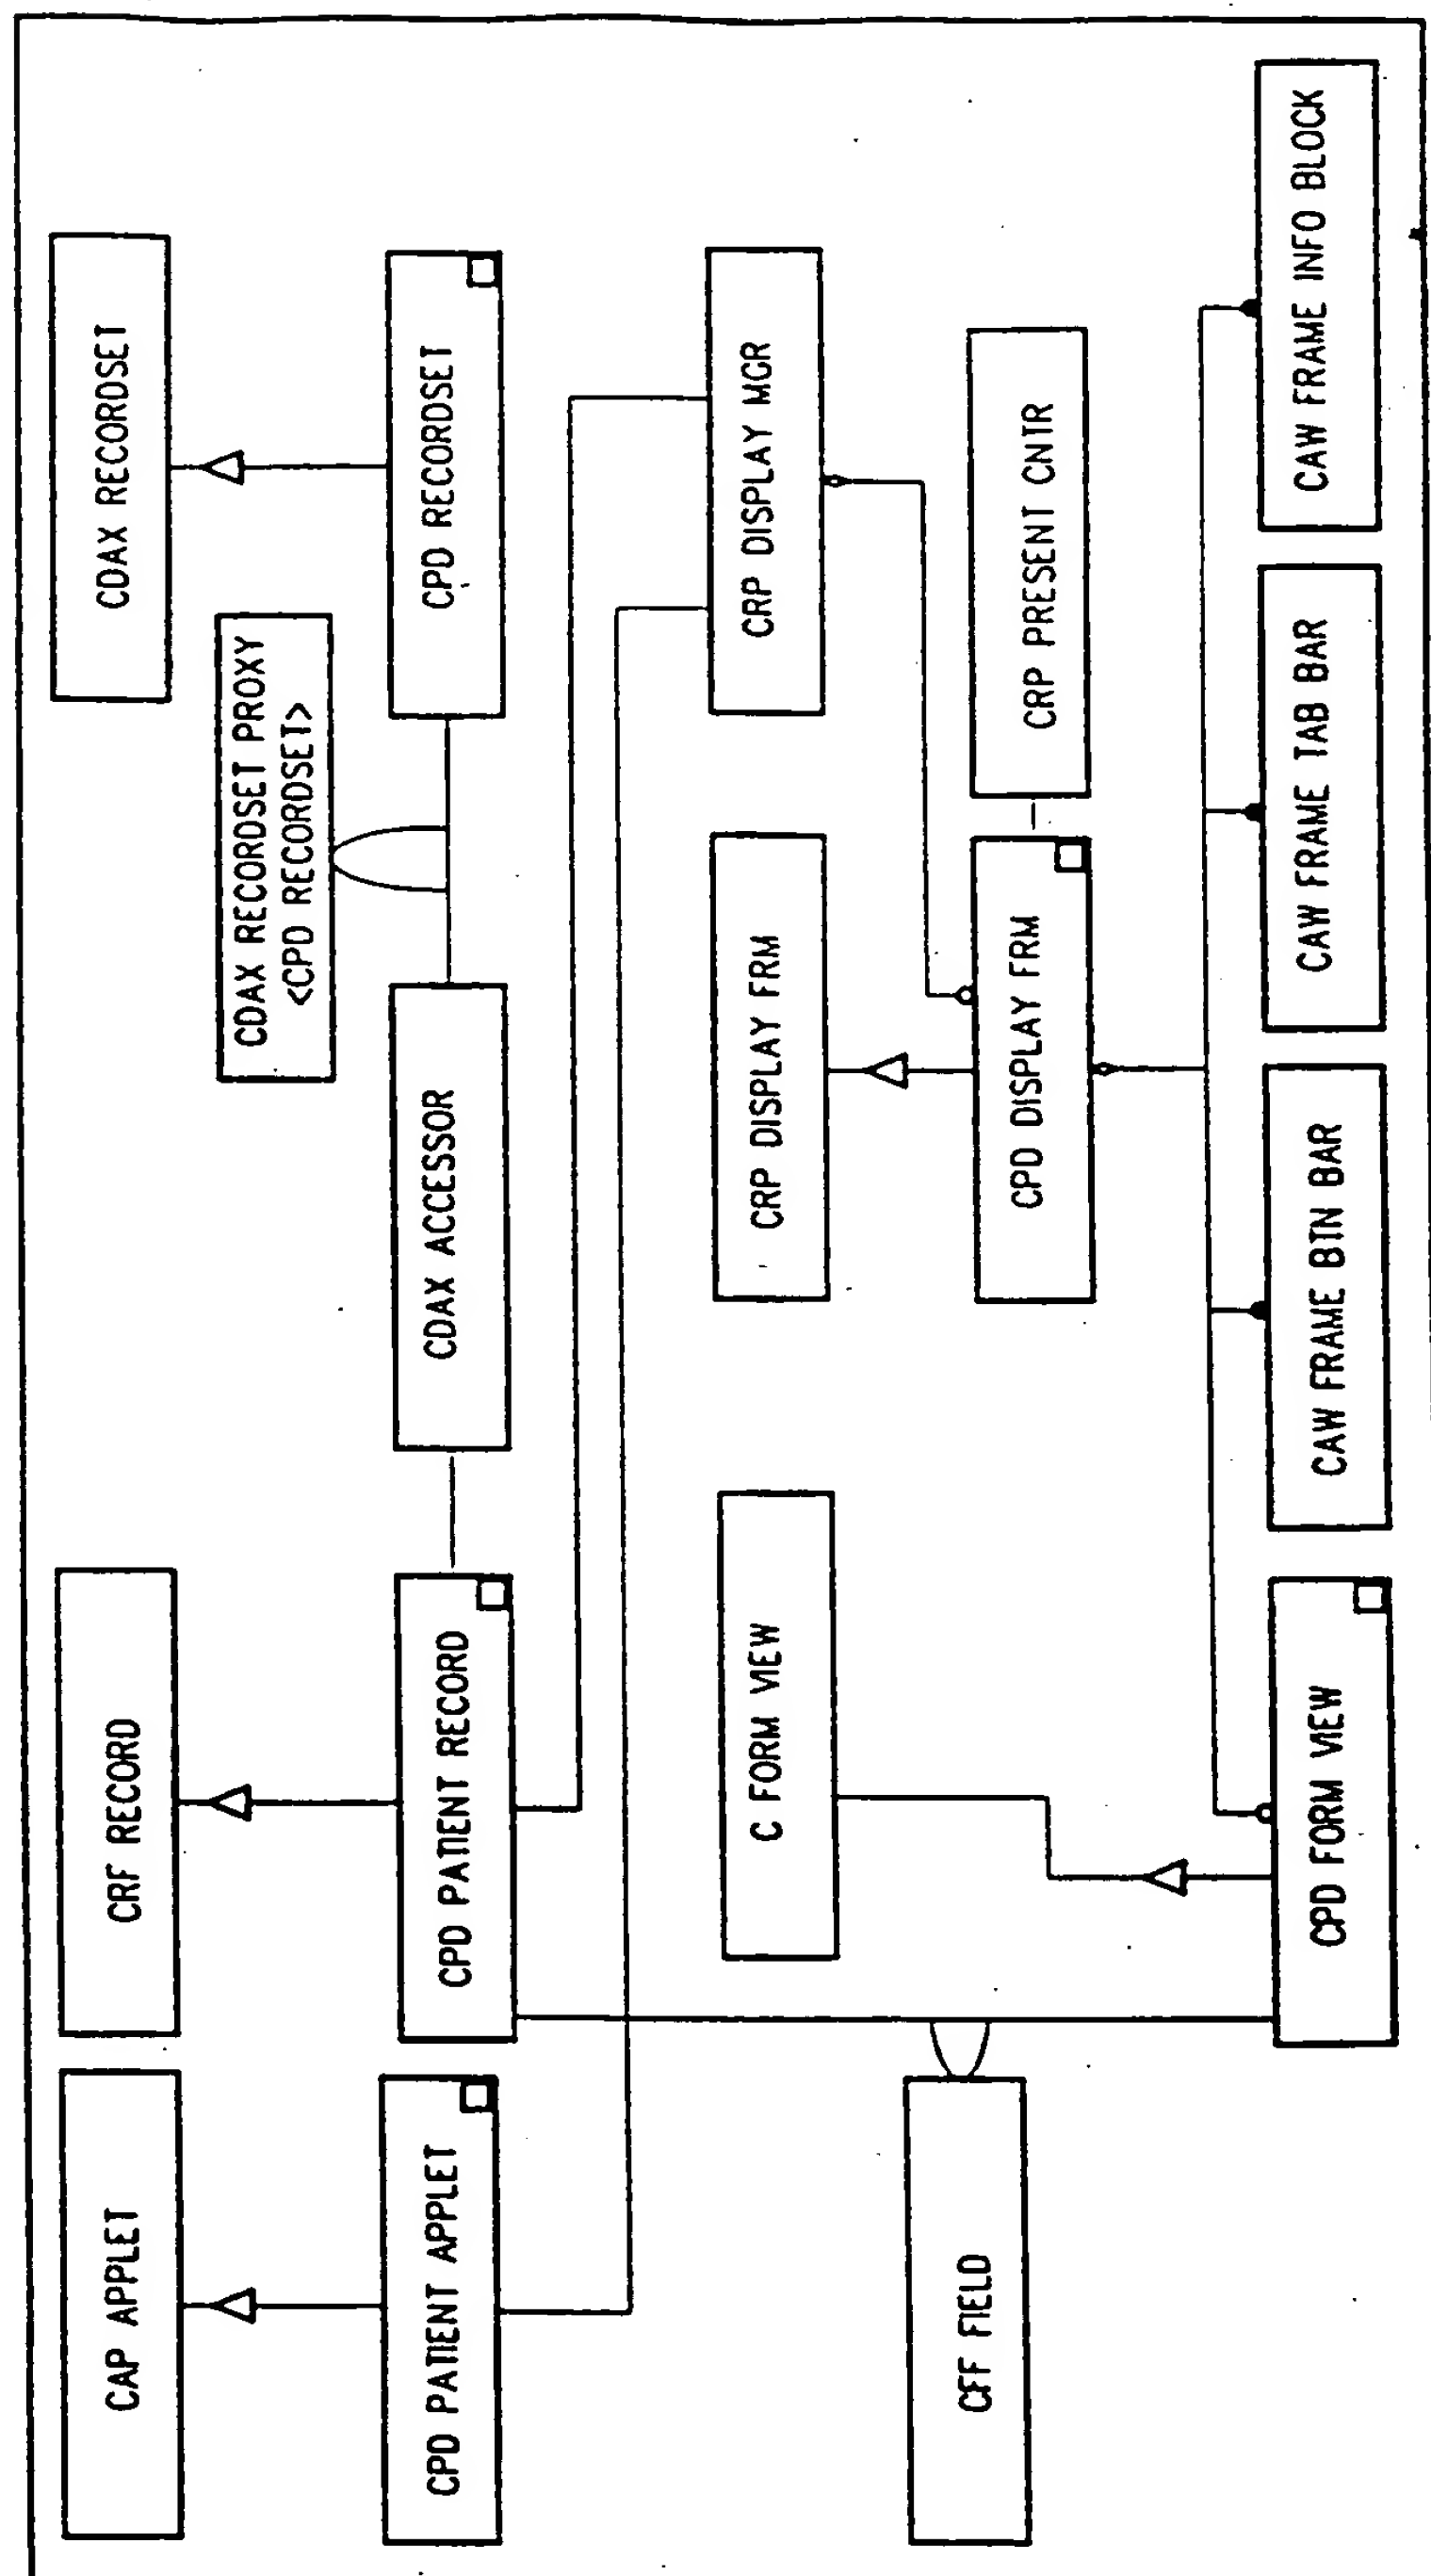 CAP APPLET
CRF RECORD
CDAX RECORDSET
CDAX RECORDSET PROXY
<CPD RECORDSET>
CPD PATIENT APPLET
CPD PATIENT RECORD
CDAX ACCESSOR
CPD RECORDSET
C FORM VIEW
CRP DISPLAY FRM
CRP DISPLAY MGR
CFF FIELD
CPD DISPLAY FRM
CRP PRESENT CNTR
CPD FORM VIEW
CAW FRAME BTN BAR
CAW FRAME TAB BAR
CAW FRAME INFO BLOCK